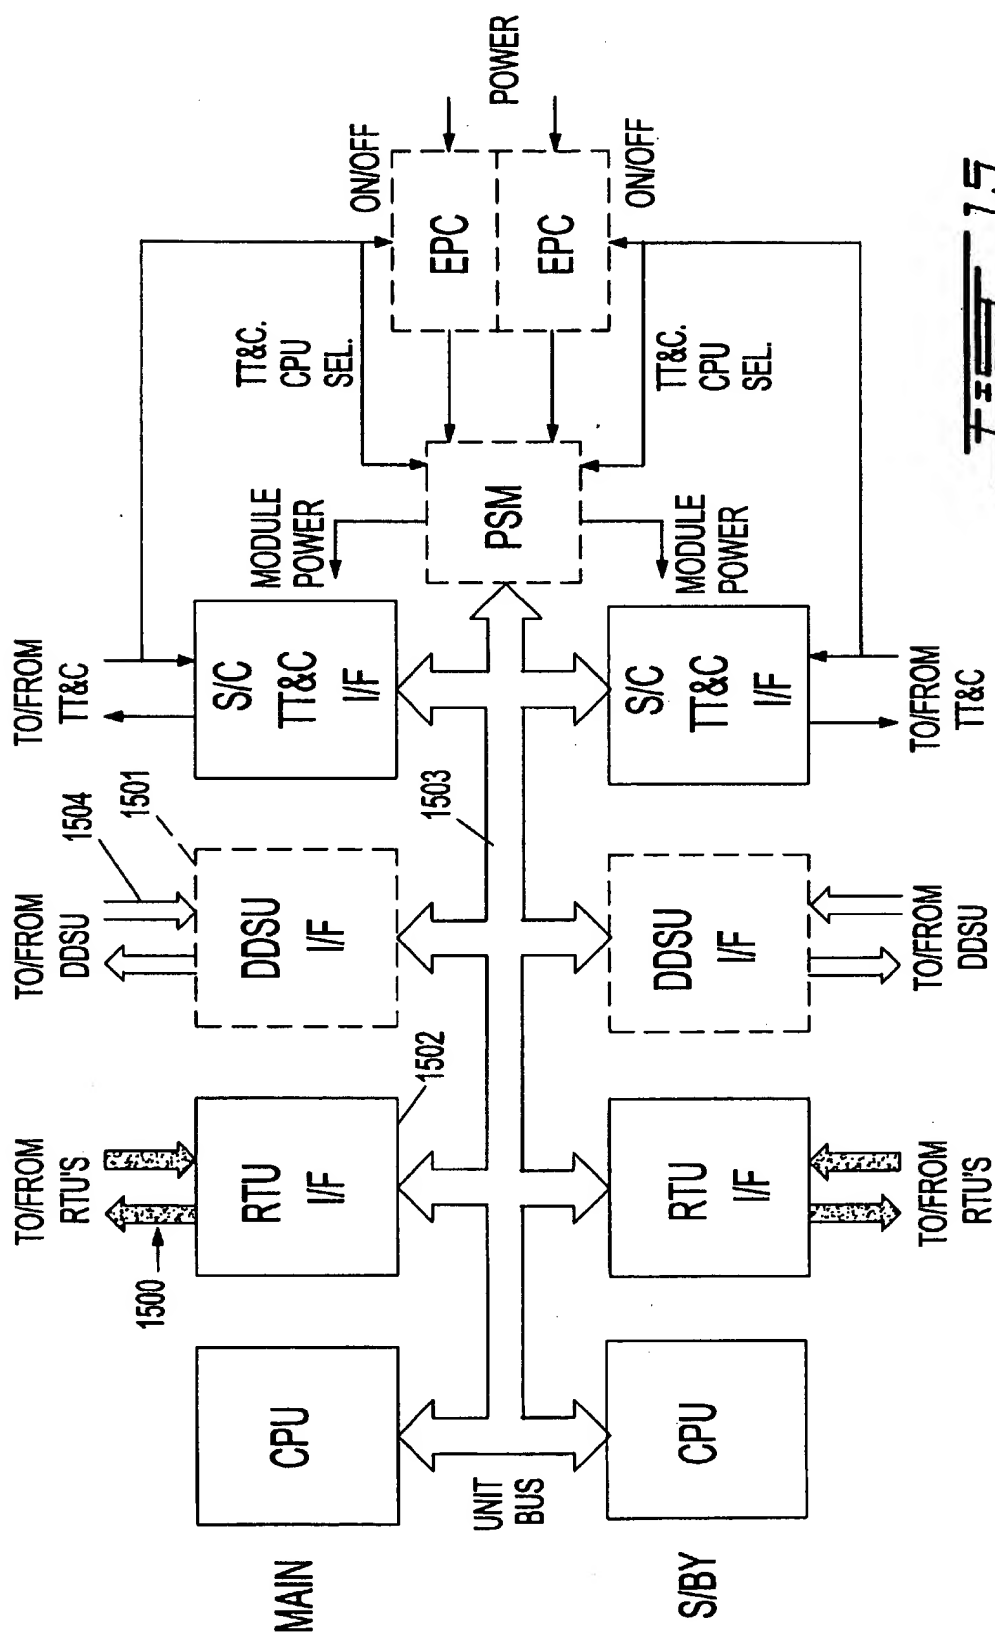 TO/FROM
RTU'S
TO/FROM
DDSU
TO/FROM
TT&C
1500
1504
1501
MAIN
CPU
RTU
I/F
1502
DDSU
I/F
S/C
TT&C
I/F
MODULE
POWER
TT&C.
CPU
SEL.
ON/OFF
UNIT
BUS
1503
PSM
EPC
EPC
POWER
S/BY
CPU
RTU
I/F
DDSU
I/F
S/C
TT&C
I/F
MODULE
POWER
TT&C.
CPU
SEL.
ON/OFF
TO/FROM
RTU'S
TO/FROM
DDSU
TO/FROM
TT&C
FIG 15